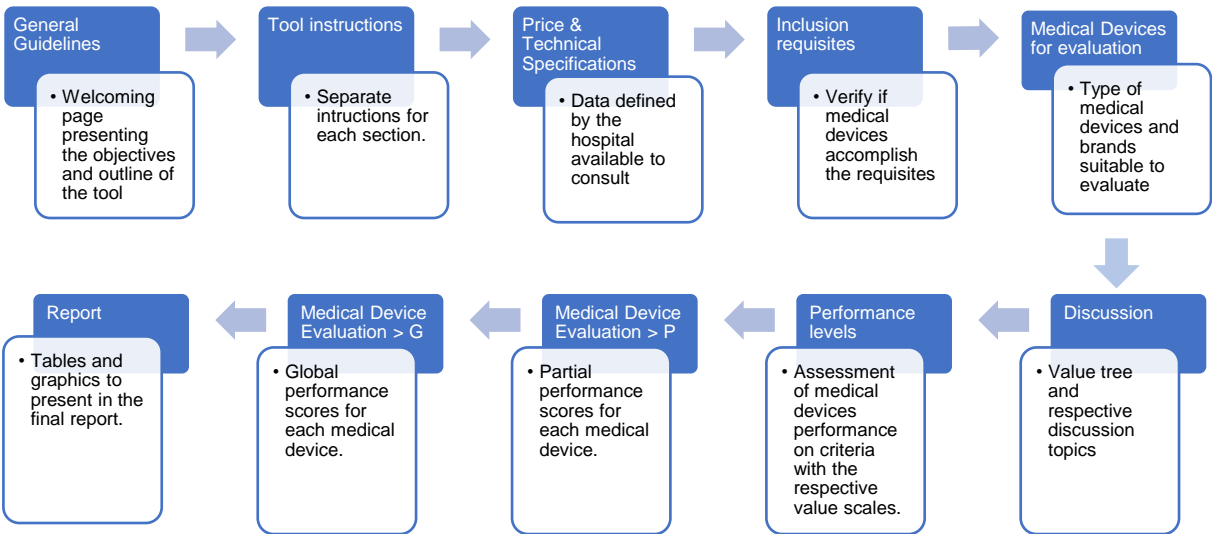 General
Guidelines
• Welcoming
page
presenting
the objectives
and outline of
the tool
Tool instructions
• Separate
intructions for
each section.
Price &
Technical
Specifications
• Data defined
by the
hospital
available to
consult
Inclusion
requisites
• Verify if
medical
devices
accomplish
the requisites
Medical Devices
for evaluation
• Type of
medical
devices and
brands
suitable to
evaluate
Discussion
• Value tree
and
respective
discussion
topics
Performance
levels
• Assessment
of medical
devices
performance
on criteria
with the
respective
value scales.
Medical Device
Evaluation > P
• Partial
performance
scores for
each medical
device.
Medical Device
Evaluation > G
• Global
performance
scores for
each medical
device.
Report
• Tables and
graphics to
present in the
final report.